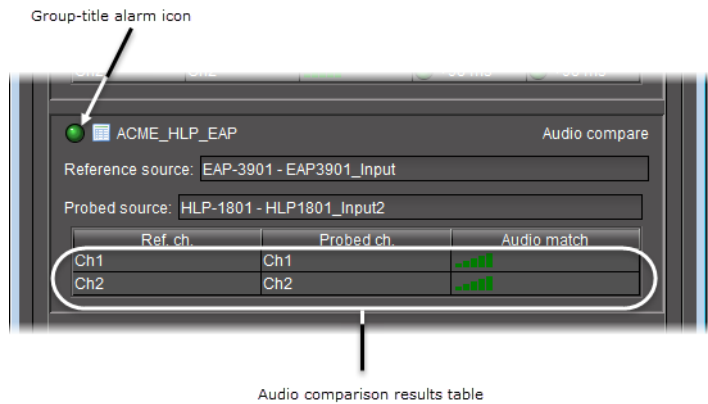 Group-title alarm icon
ACME_HLP_EAP Audio compare
Reference source: EAP-3901 - EAP3901_Input
Probed source: HLP-1801 - HLP1801_Input2
Ref. ch. Probed ch. Audio match
Ch1 Ch1
Ch2 Ch2
Audio comparison results table